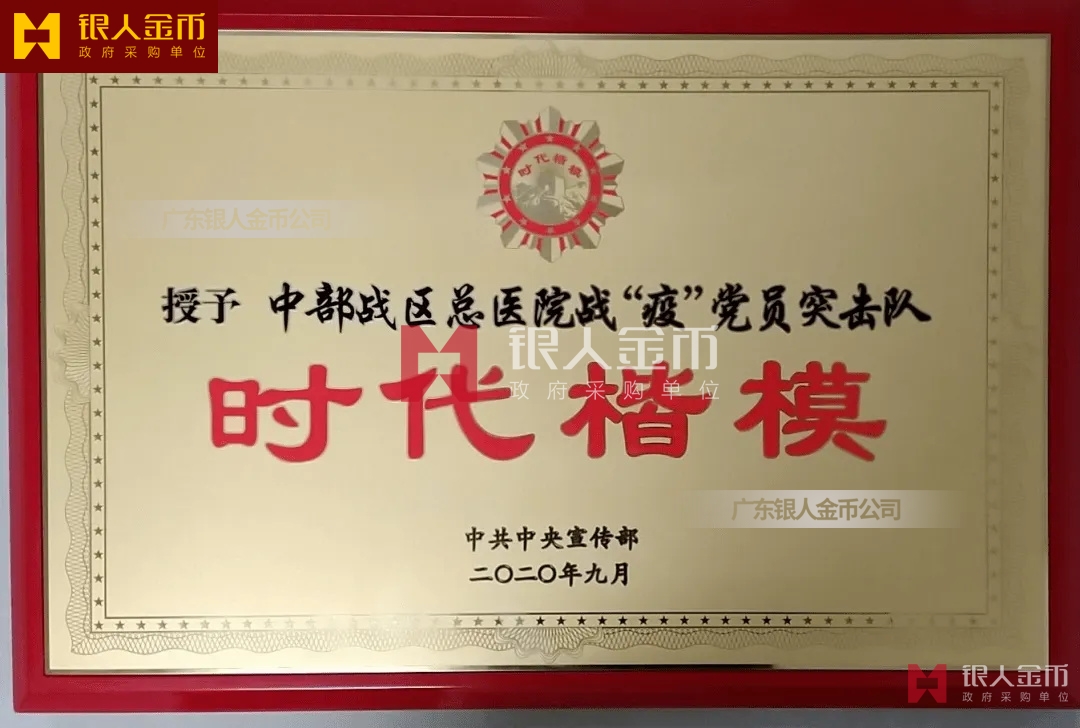 银人金币
政府采购单位
时代楷模
广东银人金币公司
授予 中部战区总医院战“疫”党员突击队
银人金币
政府采购单位
时代楷模
广东银人金币公司
中共中央宣传部
二〇二〇年九月
银人金币
政府采购单位